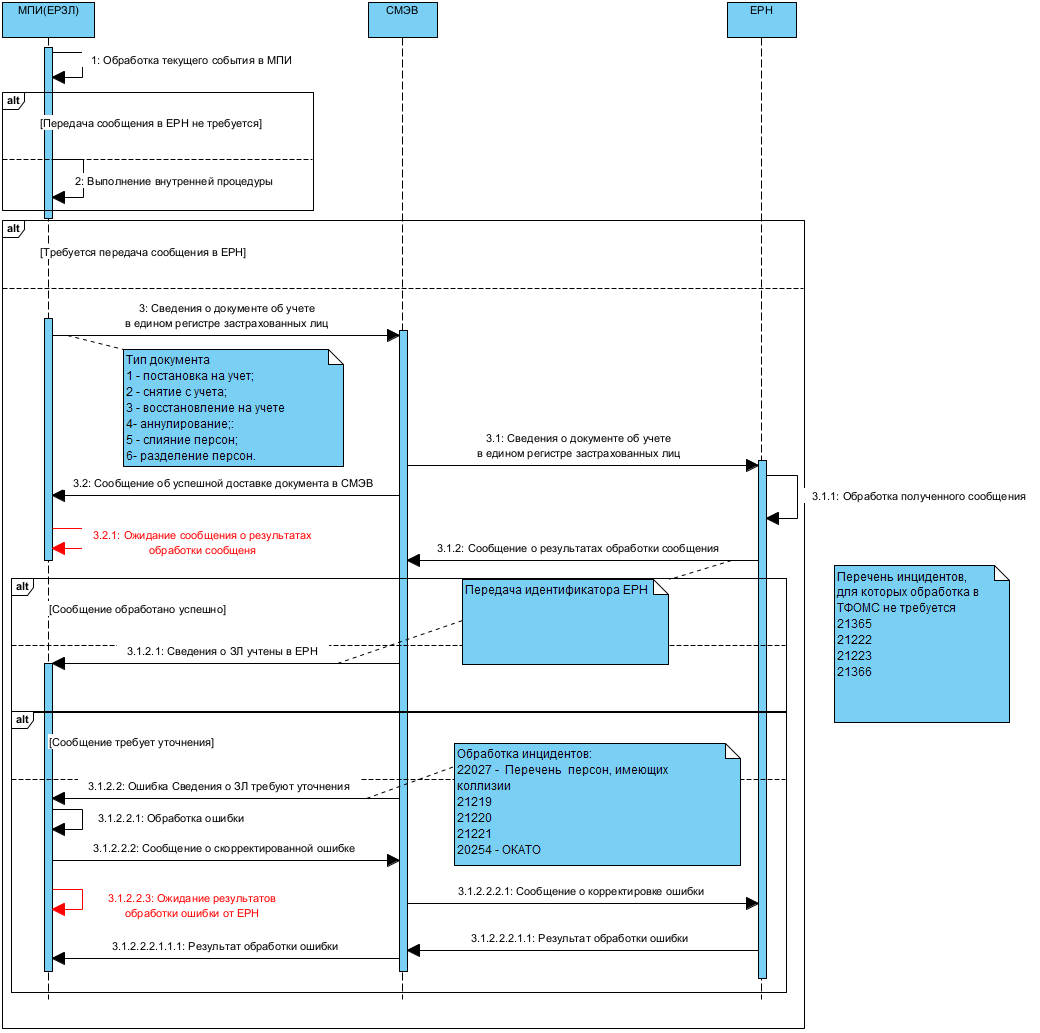 МПИ(ЕРЗЛ)
СМЭВ
ЕРН
1: Обработка текущего события в МПИ
alt
[Передача сообщения в ЕРН не требуется]
2: Выполнение внутренней процедуры
alt
[Требуется передача сообщения в ЕРН]
3: Сведения о документе об учете
в едином регистре застрахованных лиц
Тип документа
1 - постановка на учет;
2 - снятие с учета;
3 - восстановление на учете
4- аннулирование;:
5 - слияние персон;
6- разделение персон.
3.1: Сведения о документе об учете
в едином регистре застрахованных лиц
3.2: Сообщение об успешной доставке документа в СМЭВ
3.1.1: Обработка полученного сообщения
3.2.1: Ожидание сообщения о результатах
обработки сообщеня
3.1.2: Сообщение о результатах обработки сообщения
alt
[Сообщение обработано успешно]
Передача идентификатора ЕРН
Перечень инцидентов,
для которых обработка в
ТФОМС не требуется
21365
21222
21223
21366
3.1.2.1: Сведения о ЗЛ учтены в ЕРН
alt
[Сообщение требует уточнения]
Обработка инцидентов:
22027 - Перечень персон, имеющих
коллизии
21219
21220
21221
20254 - ОКАТО
3.1.2.2: Ошибка Сведения о ЗЛ требуют уточнения
3.1.2.2.1: Обработка ошибки
3.1.2.2.2: Сообщение о скорректированной ошибке
3.1.2.2.3: Ожидание результатов
обработки ошибки от ЕРН
3.1.2.2.2.1: Сообщение о корректировке ошибки
3.1.2.2.2.1.1: Результат обработки ошибки
3.1.2.2.2.1.1.1: Результат обработки ошибки